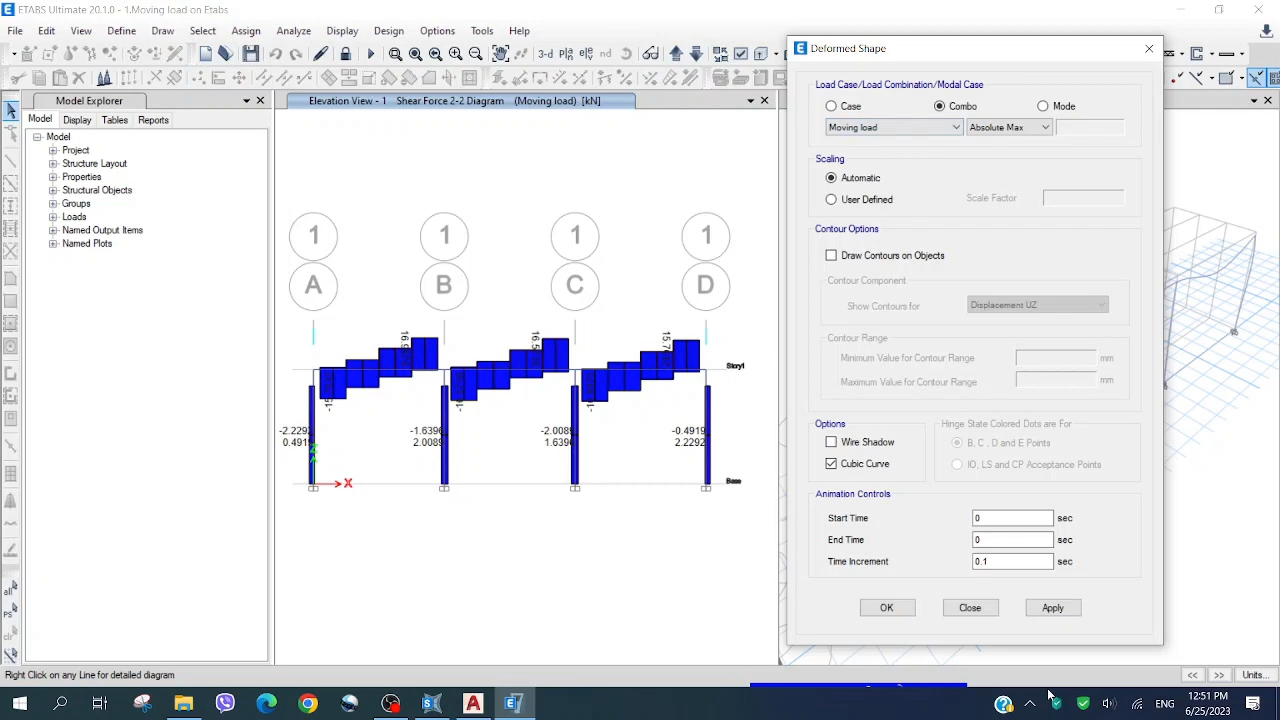 ETABS Ultimate 20.1.0 - 1.Moving load on Etabs
File Edit View Define Draw Select Assign Analyze Display Design Options Tools Help
3-d Pla ele nd
Model Explorer
Model Display Tables Reports
Model
Project
Structure Layout
Properties
Structural Objects
Groups
Loads
Named Output Items
Named Plots
all
PS
clr
Elevation View - 1 Shear Force 2-2 Diagram (Moving load) [kN]
1 1 1 1
A B C D
Story1
-2.2292 -1.6396 -2.0089 -0.4919
0.4919 2.0089 1.6396 2.2292
X
Base
Deformed Shape
Load Case/Load Combination/Modal Case
Case Combo Mode
Moving load Absolute Max
Scaling
Automatic
User Defined Scale Factor
Contour Options
Draw Contours on Objects
Contour Component
Show Contours for Displacement UZ
Contour Range
Minimum Value for Contour Range mm
Maximum Value for Contour Range mm
Options
Wire Shadow
Cubic Curve
Hinge State Colored Dots are For
B, C , D and E Points
IO, LS and CP Acceptance Points
Animation Controls
Start Time 0 sec
End Time 0 sec
Time Increment 0.1 sec
OK Close Apply
Right Click on any Line for detailed diagram
<< >> Units...
12:51 PM
6/25/2023